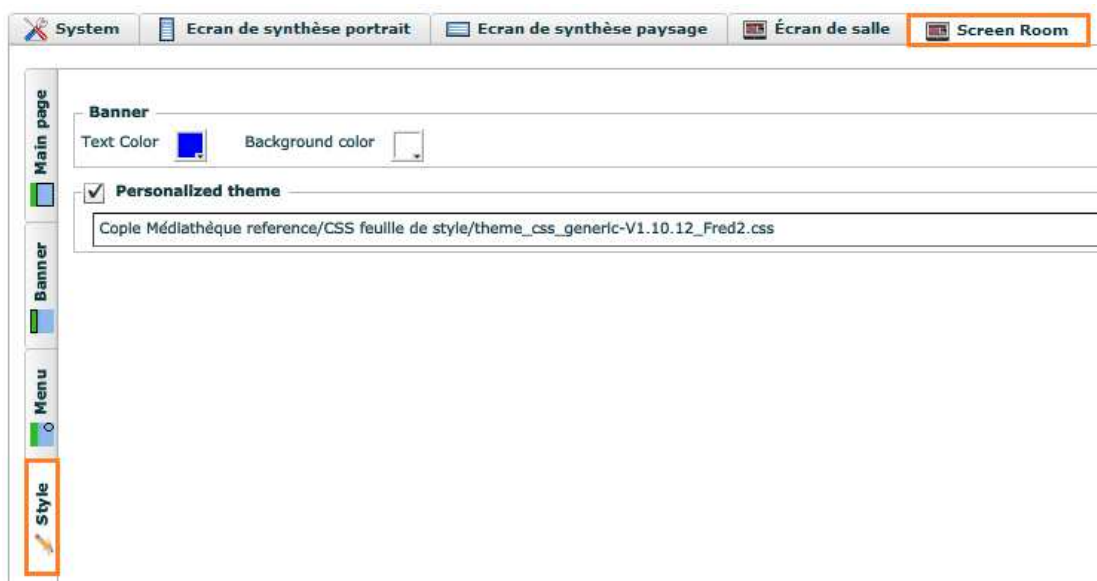 System
Ecran de synthèse portrait
Ecran de synthèse paysage
Écran de salle
Screen Room
Main page
Banner
Menu
Style
Banner
Text Color
Background color
Personalized theme
Copie Médiathèque reference/CSS feuille de style/theme_css_generic-V1.10.12_Fred2.css